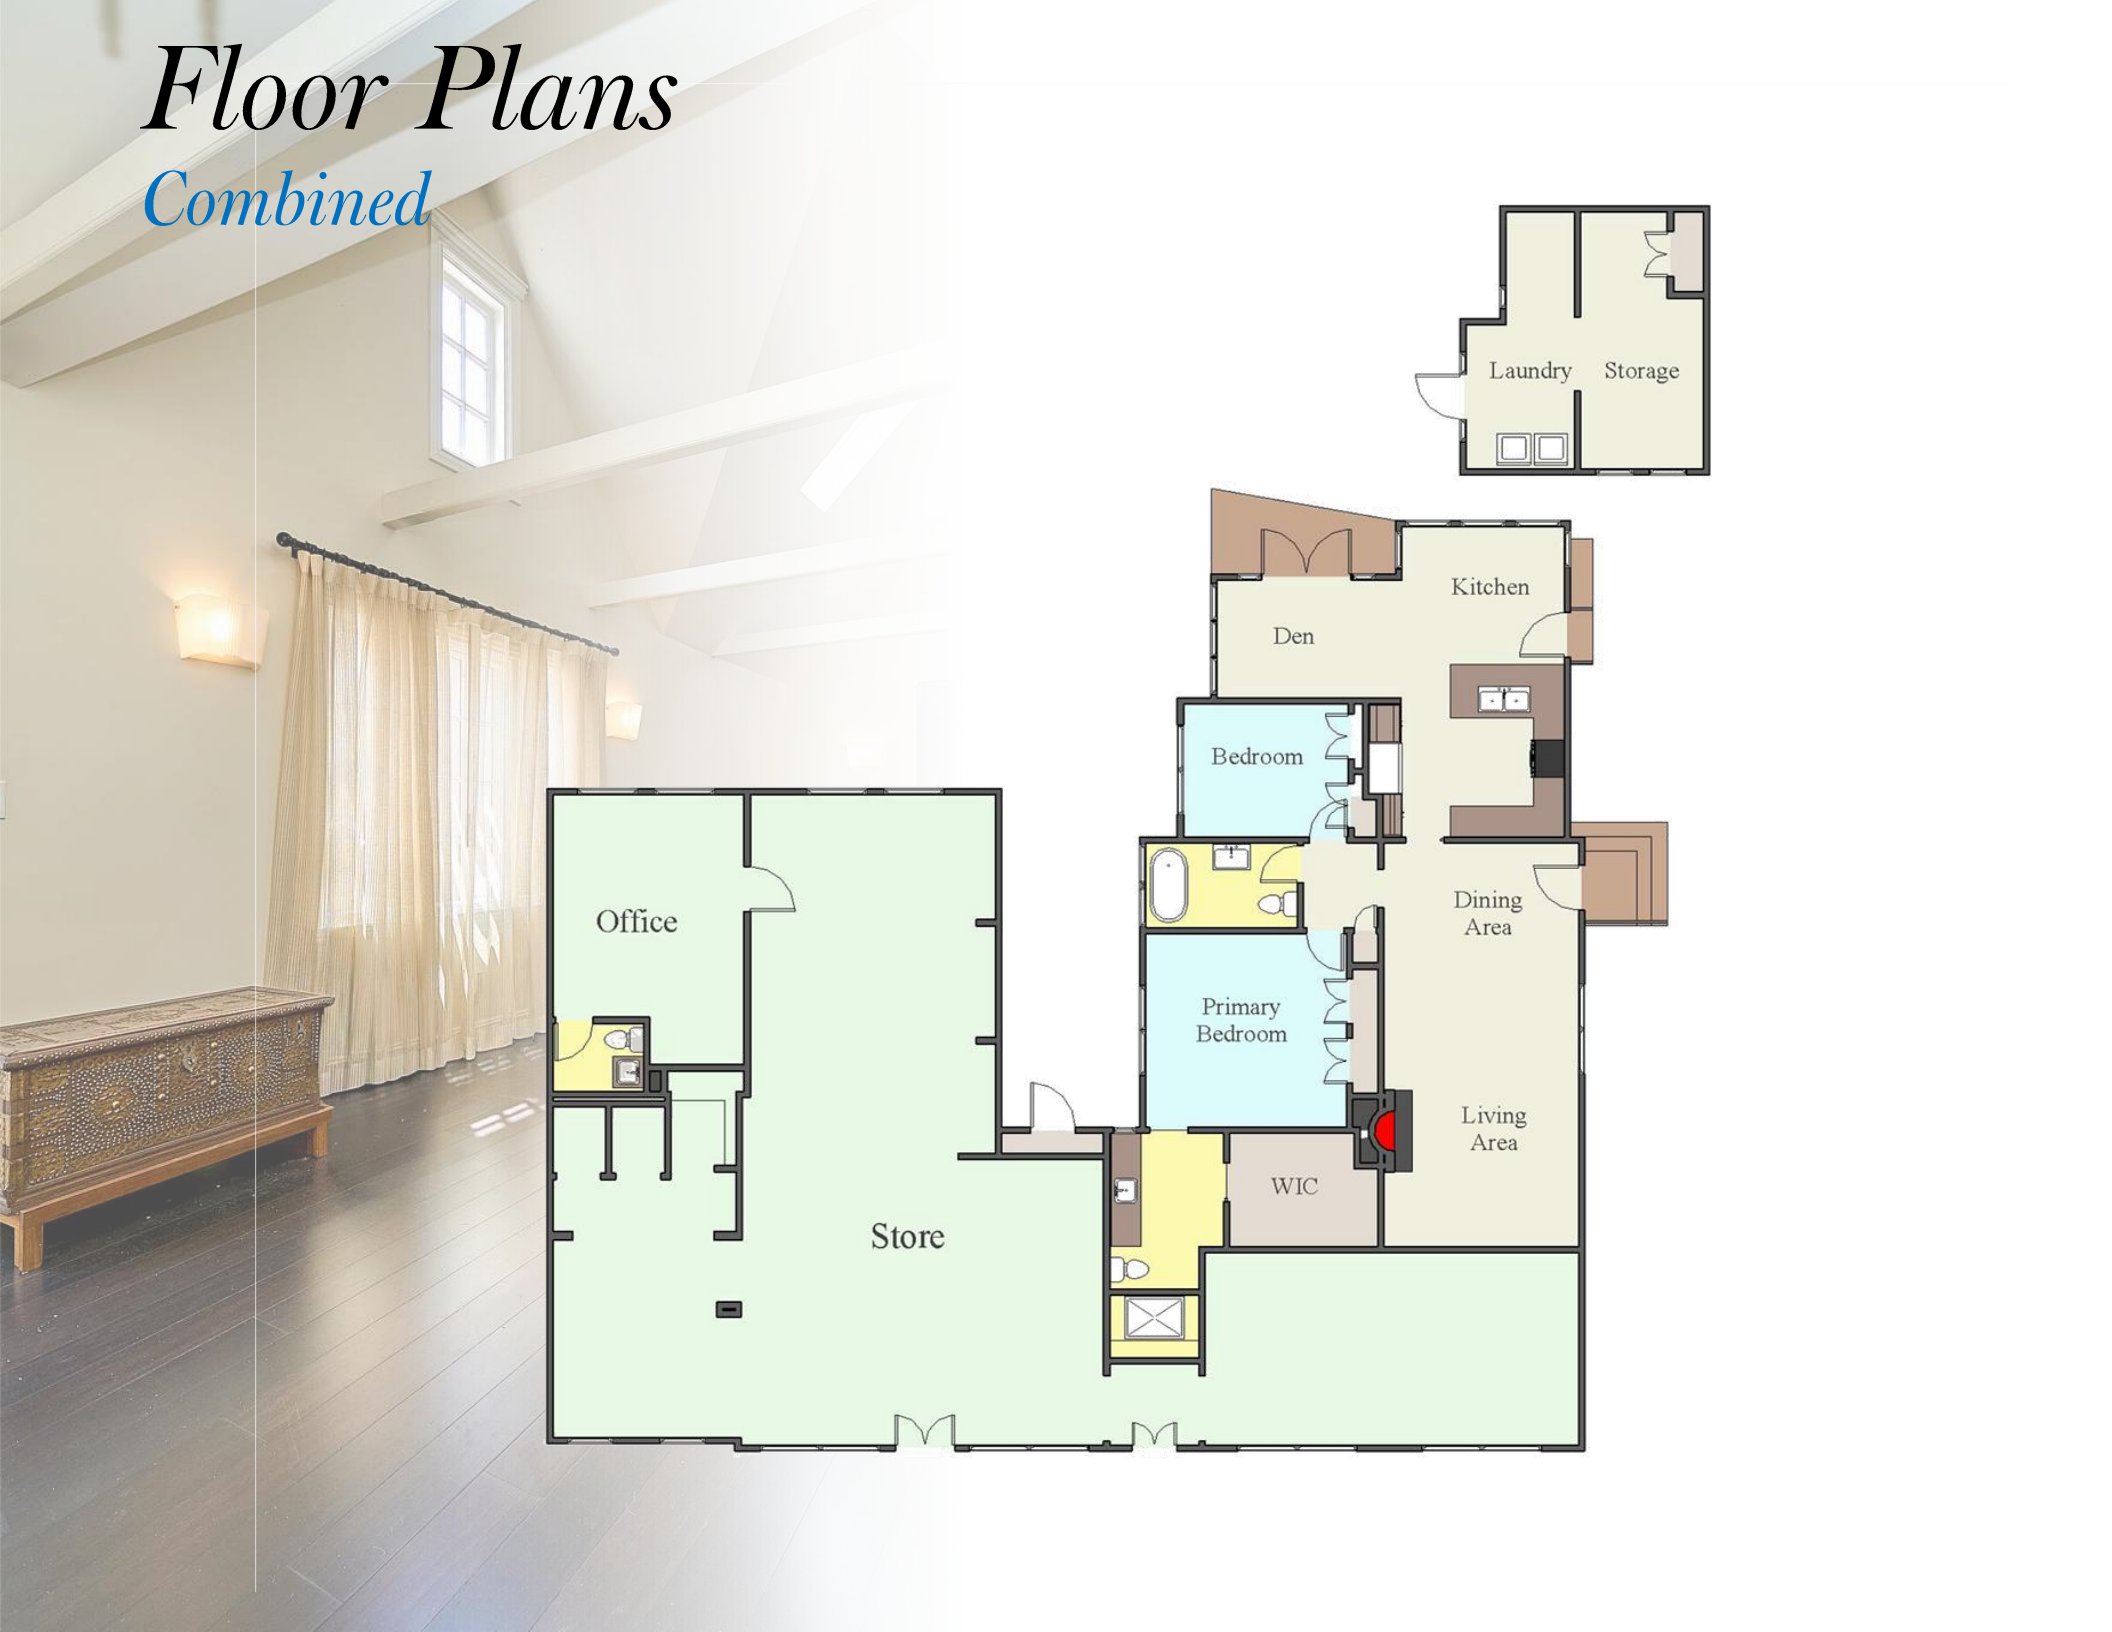 Floor Plans
Combined
Laundry
Storage
Kitchen
Den
Bedroom
Dining
Area
Office
Primary
Bedroom
Living
Area
WIC
Store